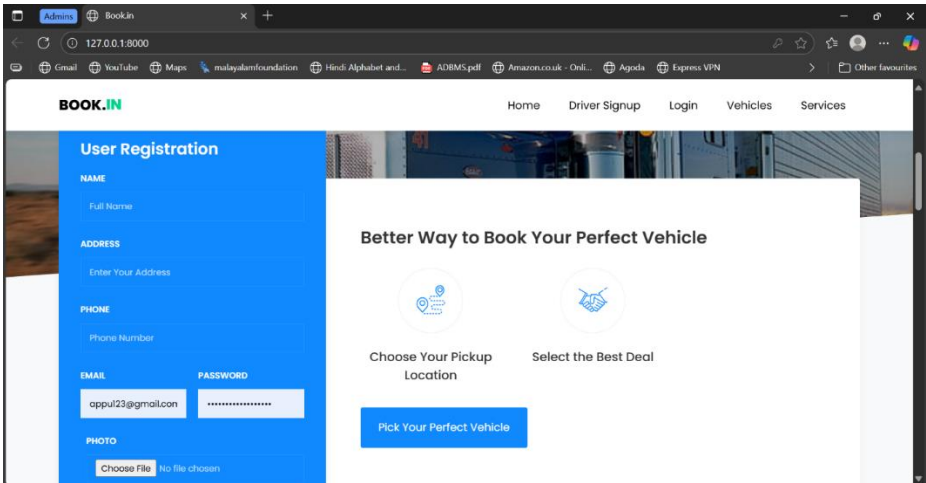 Admins
Book.in
127.0.0.1:8000
Gmail YouTube Maps malayalamfoundation Hindi Alphabet and... ADBMS.pdf Amazon.co.uk - Onli... Agoda Express VPN Other favourites
BOOK.IN
Home Driver Signup Login Vehicles Services
User Registration
NAME
Full Name
ADDRESS
Enter Your Address
PHONE
Phone Number
EMAIL PASSWORD
appu123@gmail.con ••••••••••••••••••
PHOTO
Choose File No file chosen
Better Way to Book Your Perfect Vehicle
Choose Your Pickup
Location
Select the Best Deal
Pick Your Perfect Vehicle